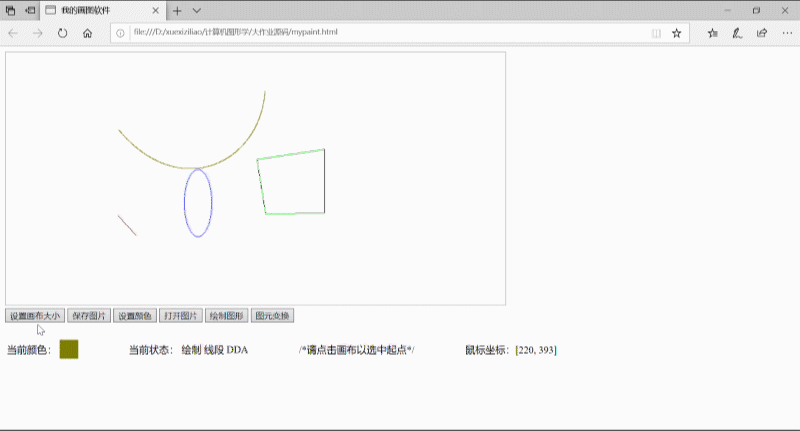 我的画图软件
file:///D:/xuexiziliao/计算机图形学/大作业源码/mypaint.html
设置画布大小 保存图片 设置颜色 打开图片 绘制图形 图元变换
当前颜色： 当前状态： 绘制 线段 DDA /*请点击画布以选中起点*/ 鼠标坐标：[220, 393]